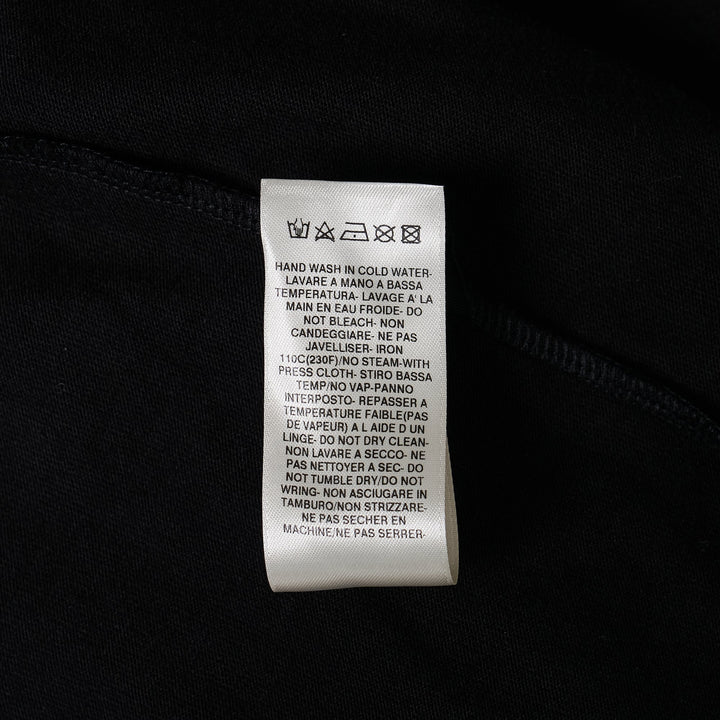 HAND WASH IN COLD WATER-
LAVARE A MANO A BASSA
TEMPERATURA- LAVAGE A' LA
MAIN EN EAU FROIDE- DO
NOT BLEACH- NON
CANDEGGIARE- NE PAS
JAVELLISER- IRON
110C(230F)/NO STEAM-WITH
PRESS CLOTH- STIRO BASSA
TEMP/NO VAP-PANNO
INTERPOSTO- REPASSER A
TEMPERATURE FAIBLE(PAS
DE VAPEUR) A L AIDE D UN
LINGE- DO NOT DRY CLEAN-
NON LAVARE A SECCO- NE
PAS NETTOYER A SEC- DO
NOT TUMBLE DRY/DO NOT
WRING- NON ASCIUGARE IN
TAMBURO/NON STRIZZARE-
NE PAS SECHER EN
MACHINE/NE PAS SERRER-